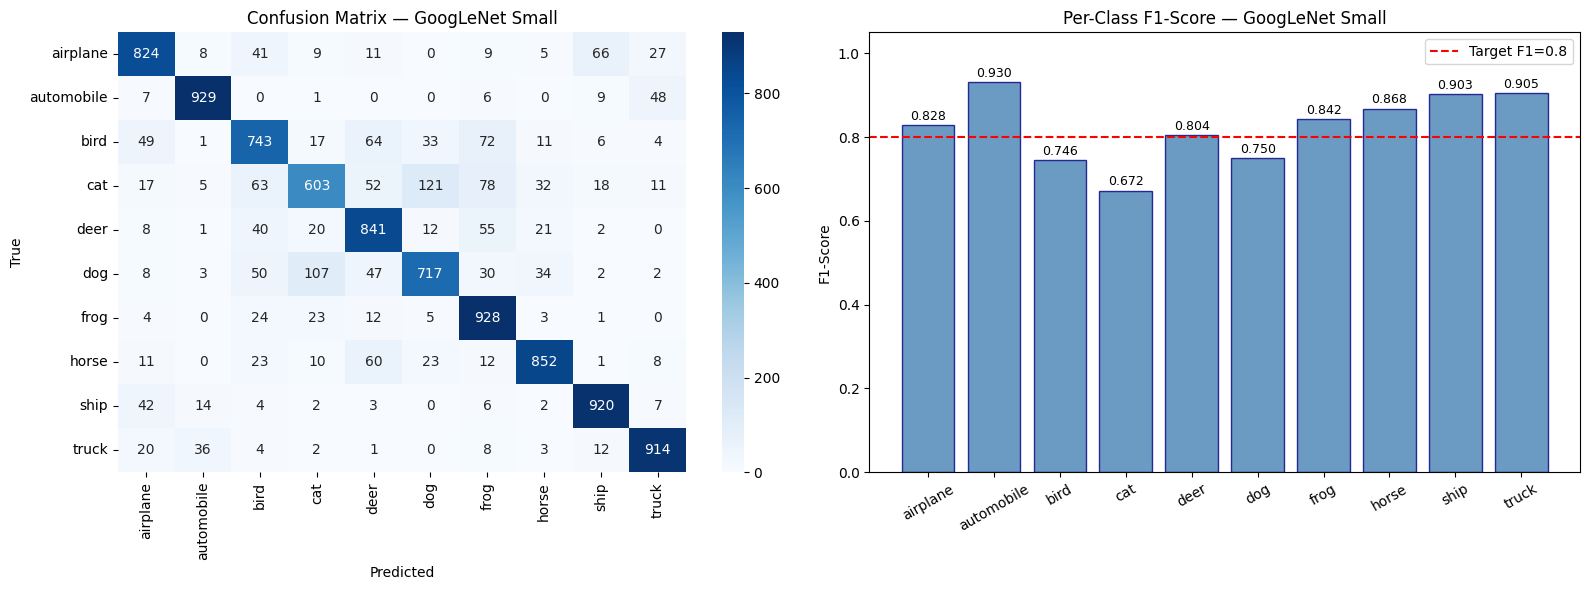 Confusion Matrix — GoogLeNet Small
airplane 824 8 41 9 11 0 9 5 66 27
automobile 7 929 0 1 0 0 6 0 9 48
bird 49 1 743 17 64 33 72 11 6 4
cat 17 5 63 603 52 121 78 32 18 11
deer 8 1 40 20 841 12 55 21 2 0
dog 8 3 50 107 47 717 30 34 2 2
frog 4 0 24 23 12 5 928 3 1 0
horse 11 0 23 10 60 23 12 852 1 8
ship 42 14 4 2 3 0 6 2 920 7
truck 20 36 4 2 1 0 8 3 12 914
True
airplane automobile bird cat deer dog frog horse ship truck
Predicted
800
600
400
200
0
Per-Class F1-Score — GoogLeNet Small
Target F1=0.8
1.0
0.8
0.6
0.4
0.2
0.0
F1-Score
0.828 0.930 0.746 0.672 0.804 0.750 0.842 0.868 0.903 0.905
airplane automobile bird cat deer dog frog horse ship truck